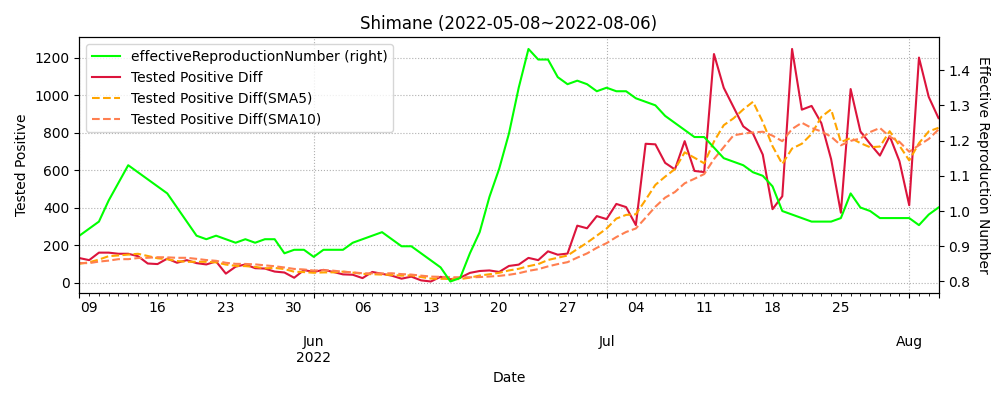 Shimane (2022-05-08~2022-08-06)
effectiveReproductionNumber (right)
Tested Positive Diff
Tested Positive Diff(SMA5)
Tested Positive Diff(SMA10)
Tested Positive
1200
1000
800
600
400
200
0
Effective Reproduction Number
1.4
1.3
1.2
1.1
1.0
0.9
0.8
09 16 23 30 06 13 20 27 04 11 18 25
Jun Jul Aug
2022
Date